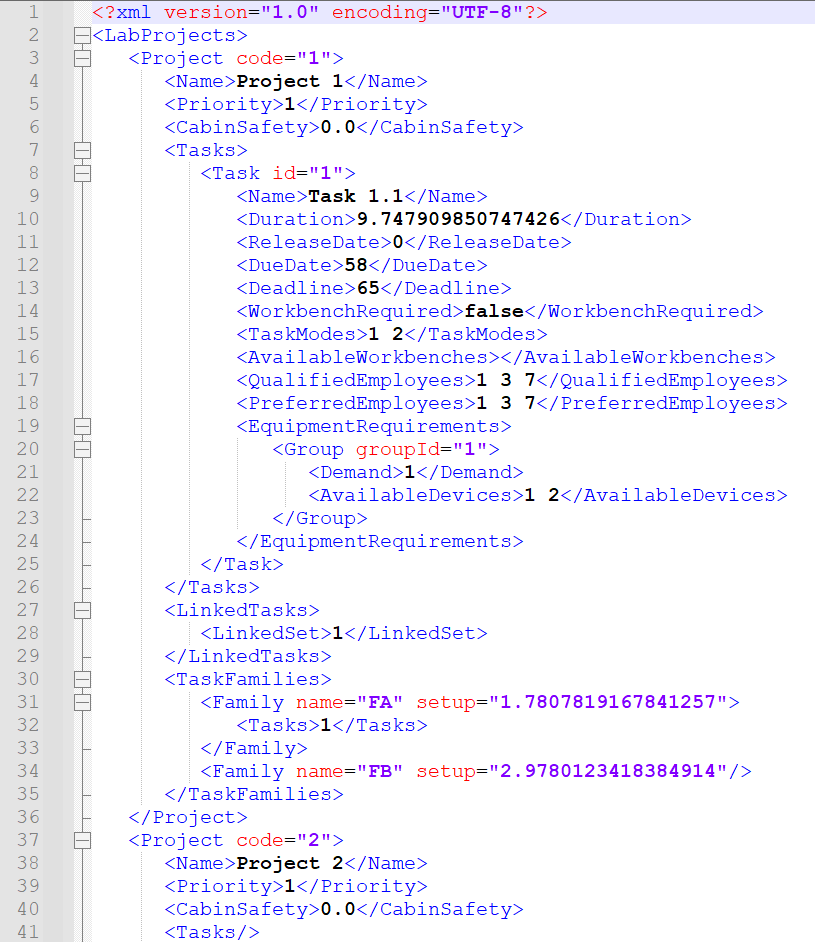 1 <?xml version="1.0" encoding="UTF-8"?>
2 <LabProjects>
3 <Project code="1">
4 <Name>Project 1</Name>
5 <Priority>1</Priority>
6 <CabinSafety>0.0</CabinSafety>
7 <Tasks>
8 <Task id="1">
9 <Name>Task 1.1</Name>
10 <Duration>9.747909850747426</Duration>
11 <ReleaseDate>0</ReleaseDate>
12 <DueDate>58</DueDate>
13 <Deadline>65</Deadline>
14 <WorkbenchRequired>false</WorkbenchRequired>
15 <TaskModes>1 2</TaskModes>
16 <AvailableWorkbenches></AvailableWorkbenches>
17 <QualifiedEmployees>1 3 7</QualifiedEmployees>
18 <PreferredEmployees>1 3 7</PreferredEmployees>
19 <EquipmentRequirements>
20 <Group groupId="1">
21 <Demand>1</Demand>
22 <AvailableDevices>1 2</AvailableDevices>
23 </Group>
24 </EquipmentRequirements>
25 </Task>
26 </Tasks>
27 <LinkedTasks>
28 <LinkedSet>1</LinkedSet>
29 </LinkedTasks>
30 <TaskFamilies>
31 <Family name="FA" setup="1.7807819167841257">
32 <Tasks>1</Tasks>
33 </Family>
34 <Family name="FB" setup="2.9780123418384914"/>
35 </TaskFamilies>
36 </Project>
37 <Project code="2">
38 <Name>Project 2</Name>
39 <Priority>1</Priority>
40 <CabinSafety>0.0</CabinSafety>
41 <Tasks/>